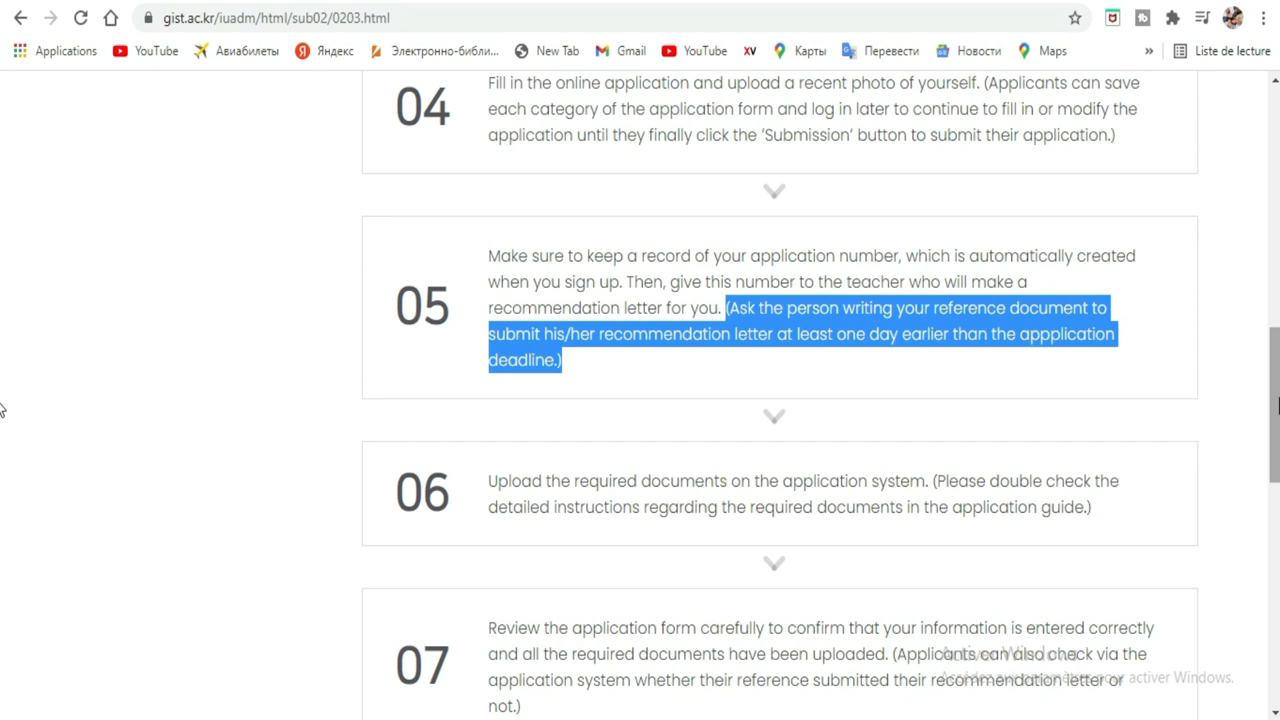 gist.ac.kr/iuadm/html/sub02/0203.html
Applications YouTube Авиабилеты Яндекс Электронно-библи... New Tab Gmail YouTube XV Карты Перевести Новости Maps » Liste de lecture
04
Fill in the online application and upload a recent photo of yourself. (Applicants can save
each category of the application form and log in later to continue to fill in or modify the
application until they finally click the ‘Submission’ button to submit their application.)
05
Make sure to keep a record of your application number, which is automatically created
when you sign up. Then, give this number to the teacher who will make a
recommendation letter for you. (Ask the person writing your reference document to
submit his/her recommendation letter at least one day earlier than the appplication
deadline.)
06
Upload the required documents on the application system. (Please double check the
detailed instructions regarding the required documents in the application guide.)
07
Review the application form carefully to confirm that your information is entered correctly
and all the required documents have been uploaded. (Applicants can also check via the
application system whether their reference submitted their recommendation letter or
not.)
Activer Windows
Accédez aux paramètres pour activer Windows.